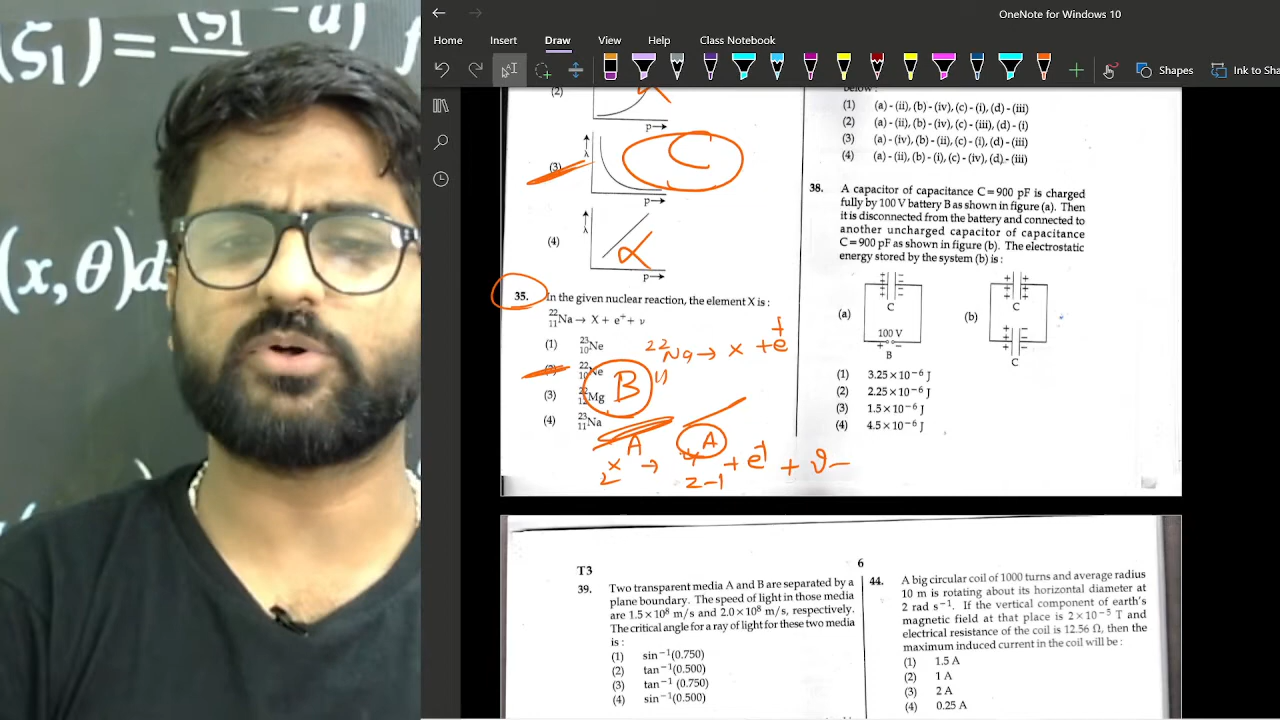 (ζ₁) = (ζ₁ - a) f
(x, θ)d
OneNote for Windows 10
Home Insert Draw View Help Class Notebook
Shapes Ink to Sha
(2)
p→
(3)
λ
p→
C
(4)
λ
p→
35. In the given nuclear reaction, the element X is :
²²₁₁Na → X + e⁺ + ν
(1) ²³₁₀Ne
(2) ²²₁₀Ne
(3) ²²₁₂Mg
(4) ²³₁₁Na
²²Na → x + e⁺
11
B
A A
x → + e⁺ + ν
z z-1
below :
(1) (a) - (ii), (b) - (iv), (c) - (i), (d) - (iii)
(2) (a) - (ii), (b) - (iv), (c) - (iii), (d) - (i)
(3) (a) - (iv), (b) - (ii), (c) - (i), (d) - (iii)
(4) (a) - (ii), (b) - (i), (c) - (iv), (d) - (iii)
38. A capacitor of capacitance C = 900 pF is charged
fully by 100 V battery B as shown in figure (a). Then
it is disconnected from the battery and connected to
another uncharged capacitor of capacitance
C = 900 pF as shown in figure (b). The electrostatic
energy stored by the system (b) is :
C C
(a) (b)
100 V
+ −
B
C
(1) 3.25 × 10⁻⁶ J
(2) 2.25 × 10⁻⁶ J
(3) 1.5 × 10⁻⁶ J
(4) 4.5 × 10⁻⁶ J
T3
6
39. Two transparent media A and B are separated by a
plane boundary. The speed of light in those media
are 1.5 × 10⁸ m/s and 2.0 × 10⁸ m/s, respectively.
The critical angle for a ray of light for these two media
is :
(1) sin⁻¹(0.750)
(2) tan⁻¹(0.500)
(3) tan⁻¹ (0.750)
(4) sin⁻¹(0.500)
44. A big circular coil of 1000 turns and average radius
10 m is rotating about its horizontal diameter at
2 rad s⁻¹. If the vertical component of earth's
magnetic field at that place is 2 × 10⁻⁵ T and
electrical resistance of the coil is 12.56 Ω, then the
maximum induced current in the coil will be :
(1) 1.5 A
(2) 1 A
(3) 2 A
(4) 0.25 A